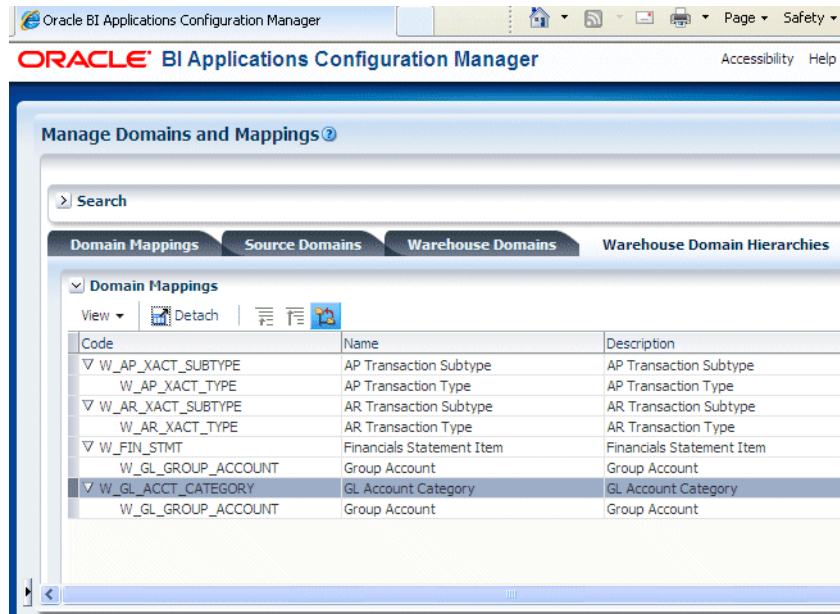 Oracle BI Applications Configuration Manager
Page Safety
ORACLE BI Applications Configuration Manager
Accessibility Help
Manage Domains and Mappings
Search
Domain Mappings Source Domains Warehouse Domains Warehouse Domain Hierarchies
Domain Mappings
View Detach
Code Name Description
W_AP_XACT_SUBTYPE AP Transaction Subtype AP Transaction Subtype
W_AP_XACT_TYPE AP Transaction Type AP Transaction Type
W_AR_XACT_SUBTYPE AR Transaction Subtype AR Transaction Subtype
W_AR_XACT_TYPE AR Transaction Type AR Transaction Type
W_FIN_STMT Financials Statement Item Financials Statement Item
W_GL_GROUP_ACCOUNT Group Account Group Account
W_GL_ACCT_CATEGORY GL Account Category GL Account Category
W_GL_GROUP_ACCOUNT Group Account Group Account